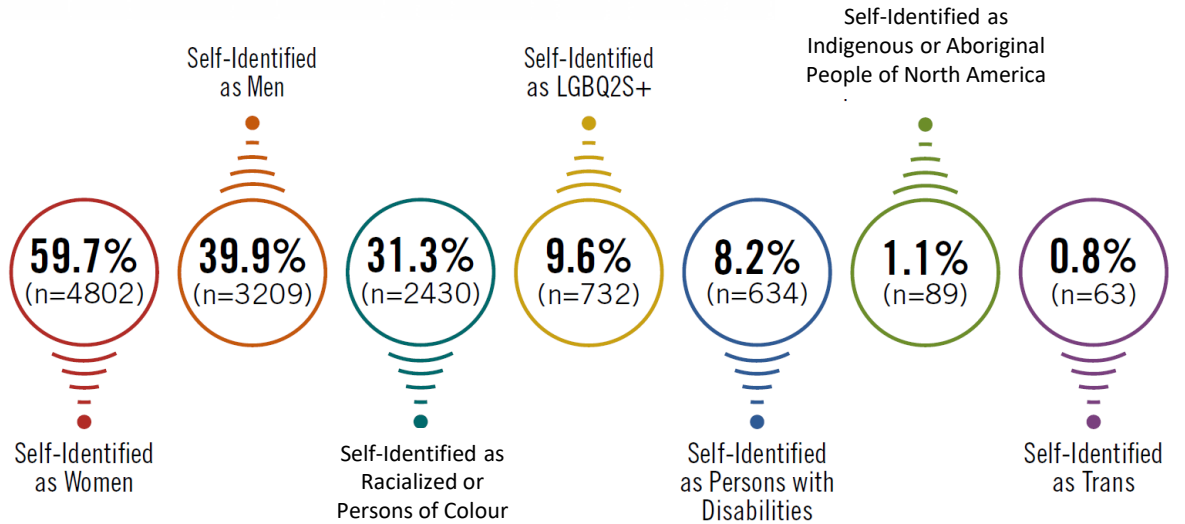 Self-Identified
as Women
59.7%
(n=4802)
Self-Identified
as Men
39.9%
(n=3209)
31.3%
(n=2430)
Self-Identified as
Racialized or
Persons of Colour
Self-Identified
as LGBQ2S+
9.6%
(n=732)
8.2%
(n=634)
Self-Identified
as Persons with
Disabilities
Self-Identified as
Indigenous or Aboriginal
People of North America
1.1%
(n=89)
0.8%
(n=63)
Self-Identified
as Trans